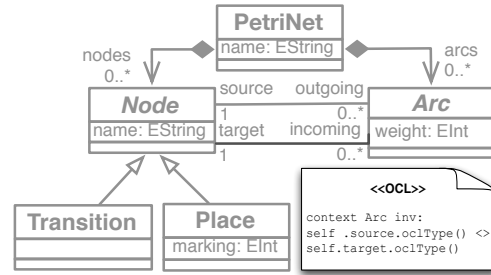 PetriNet
name: EString
nodes
0..*
arcs
0..*
Node
name: EString
source
1
outgoing
0..*
target
1
incoming
0..*
Arc
weight: EInt
Transition
Place
marking: EInt
<<OCL>>
context Arc inv:
self .source.oclType() <>
self.target.oclType()